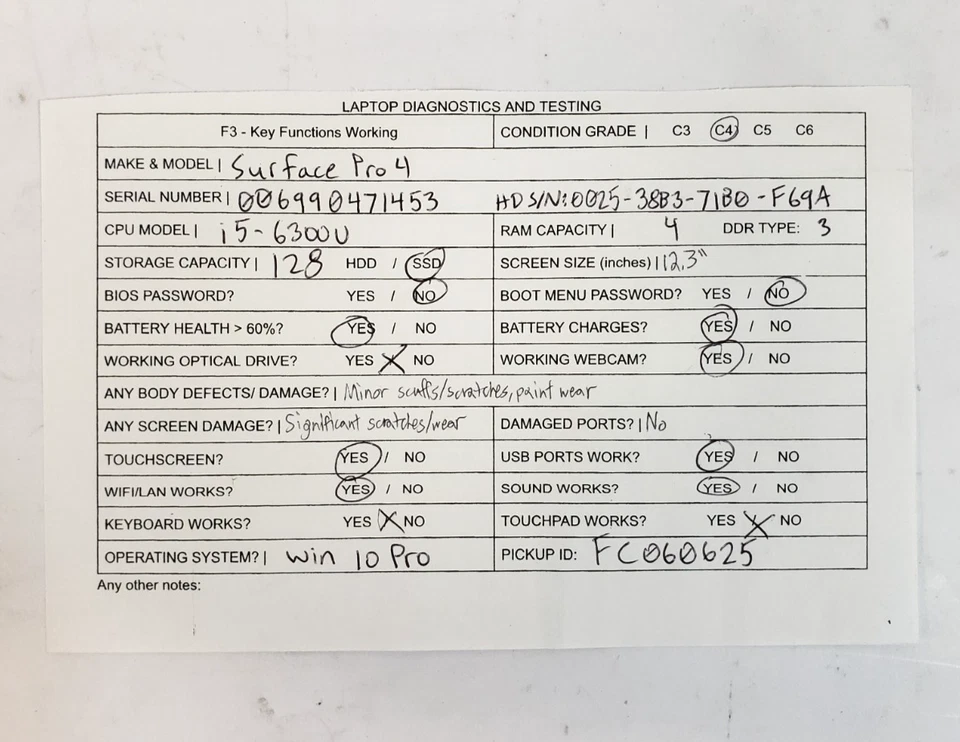 LAPTOP DIAGNOSTICS AND TESTING
F3 - Key Functions Working CONDITION GRADE | C3 C4 C5 C6
MAKE & MODEL | Surface Pro 4
SERIAL NUMBER | 006990471453 HD S/N: 0025-38B3-71B0-F69A
CPU MODEL | i5-6300U RAM CAPACITY | 4 DDR TYPE: 3
STORAGE CAPACITY | 128 HDD / SSD SCREEN SIZE (inches) | 12.3"
BIOS PASSWORD? YES / NO BOOT MENU PASSWORD? YES / NO
BATTERY HEALTH > 60%? YES / NO BATTERY CHARGES? YES / NO
WORKING OPTICAL DRIVE? YES X NO WORKING WEBCAM? YES / NO
ANY BODY DEFECTS/ DAMAGE? | Minor scuffs/scratches, paint wear
ANY SCREEN DAMAGE? | Significant scratches/wear DAMAGED PORTS? | No
TOUCHSCREEN? YES / NO USB PORTS WORK? YES / NO
WIFI/LAN WORKS? YES / NO SOUND WORKS? YES / NO
KEYBOARD WORKS? YES X NO TOUCHPAD WORKS? YES X NO
OPERATING SYSTEM? | Win 10 Pro PICKUP ID: FC060625
Any other notes: